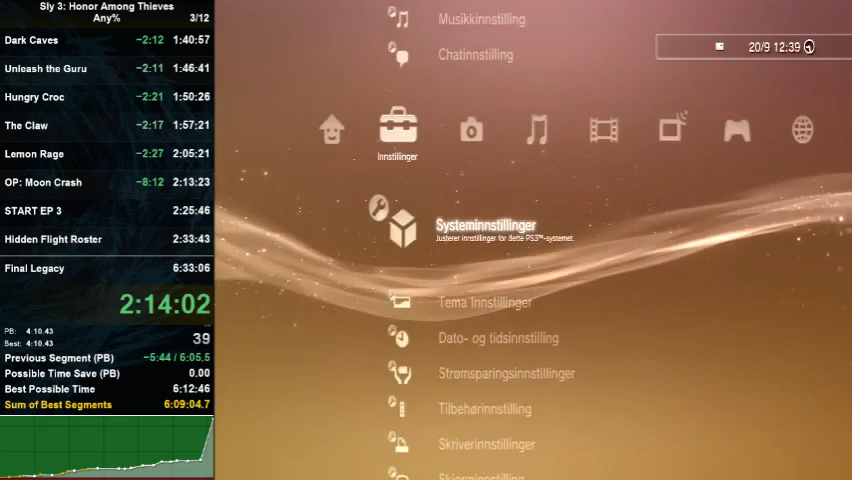 Sly 3: Honor Among Thieves
Any% 3/12
Dark Caves −2:12 1:40:57
Unleash the Guru −2:11 1:46:41
Hungry Croc −2:21 1:50:26
The Claw −2:17 1:57:21
Lemon Rage −2:27 2:05:21
OP: Moon Crash −8:12 2:13:23
START EP 3 2:25:46
Hidden Flight Roster 2:33:43
Final Legacy 6:33:06
2:14:02
PB: 4:10.43
Best: 4:10.43
39
Previous Segment (PB) −5:44 / 6:05.5
Possible Time Save (PB) 0.00
Best Possible Time 6:12:46
Sum of Best Segments 6:09:04.7
Musikkinnstilling
Chatinnstilling
20/9 12:39
Innstillinger
Systeminnstillinger
Justerer innstillinger for dette PS3™-systemet.
Tema Innstillinger
Dato- og tidsinnstilling
Strømsparingsinnstillinger
Tilbehørinnstilling
Skriverinnstillinger
Skjerminnstilling